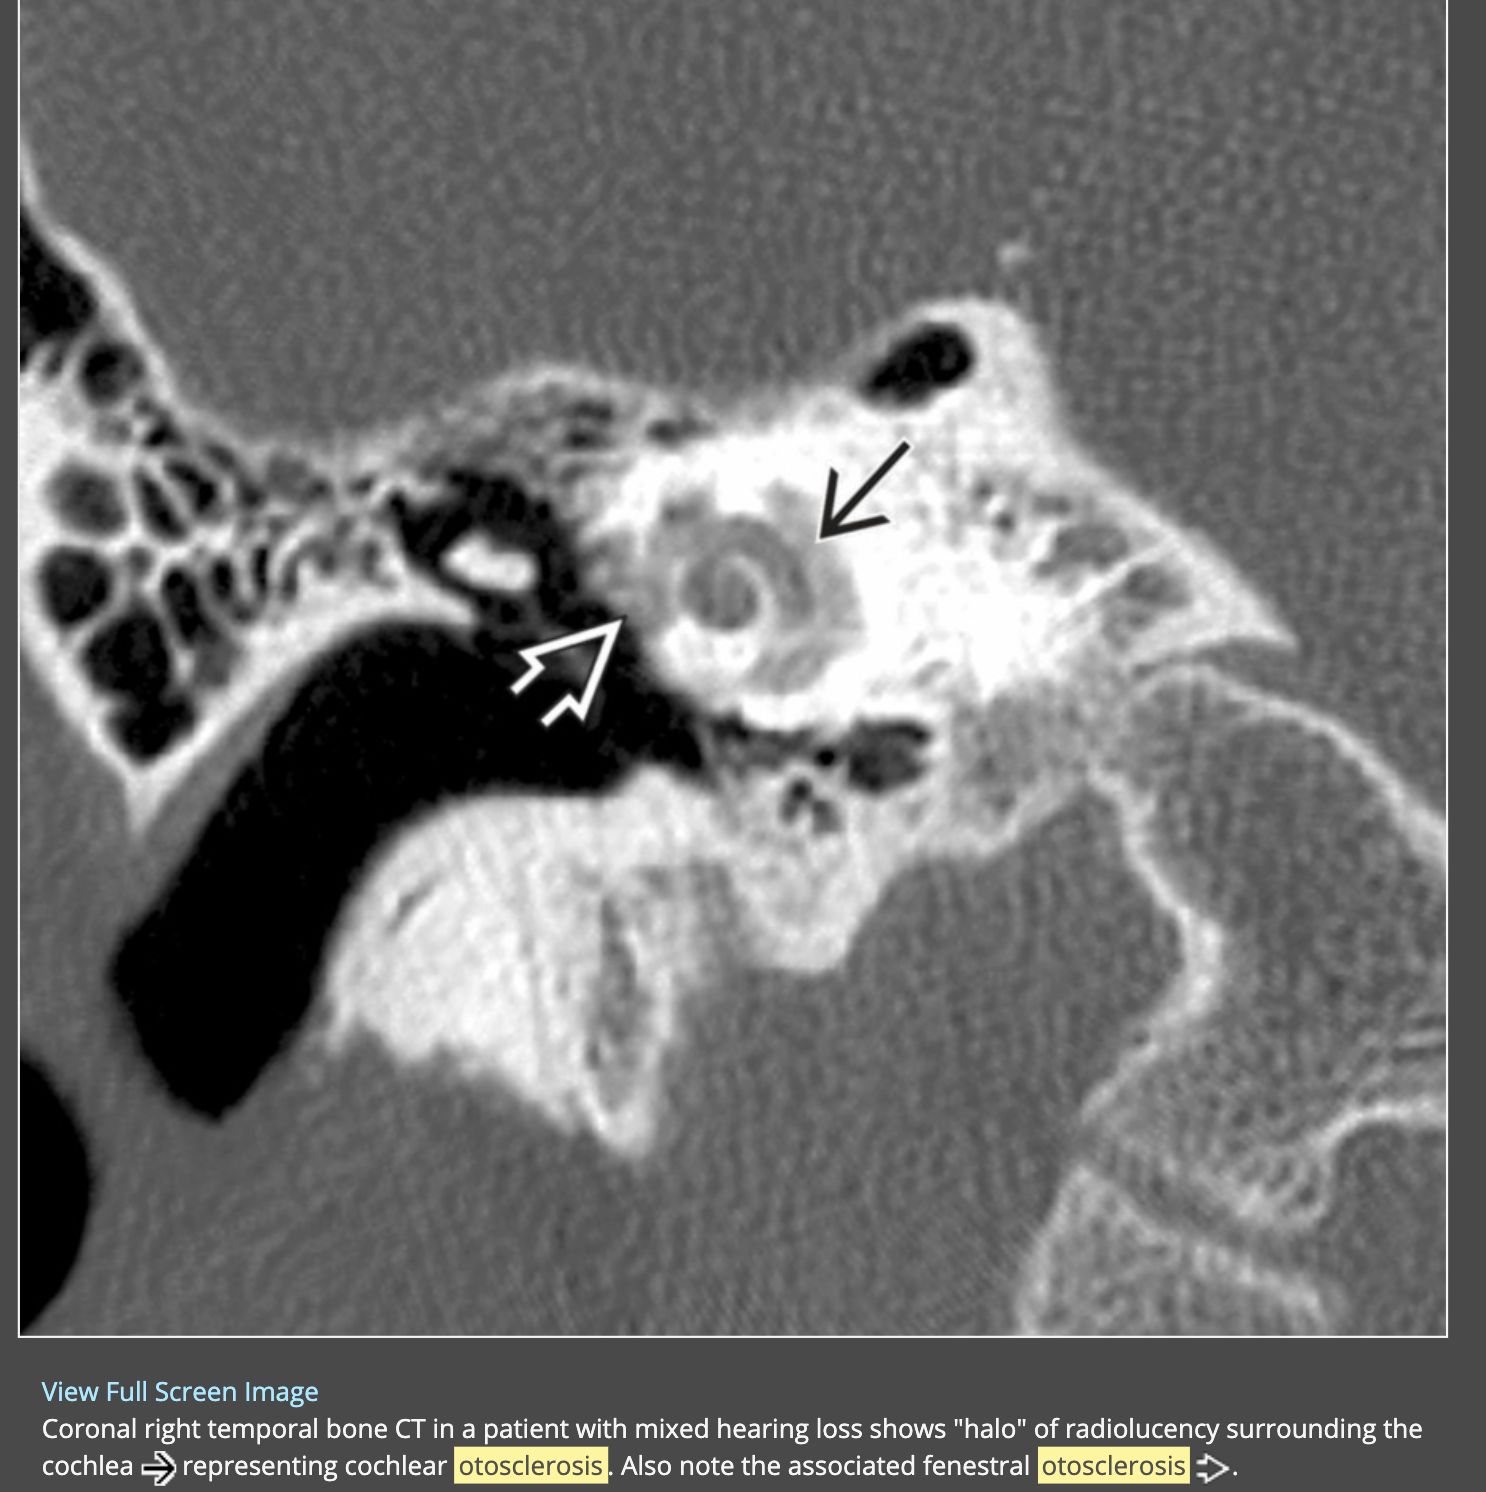 View Full Screen Image
Coronal right temporal bone CT in a patient with mixed hearing loss shows "halo" of radiolucency surrounding the
cochlea representing cochlear otosclerosis. Also note the associated fenestral otosclerosis .